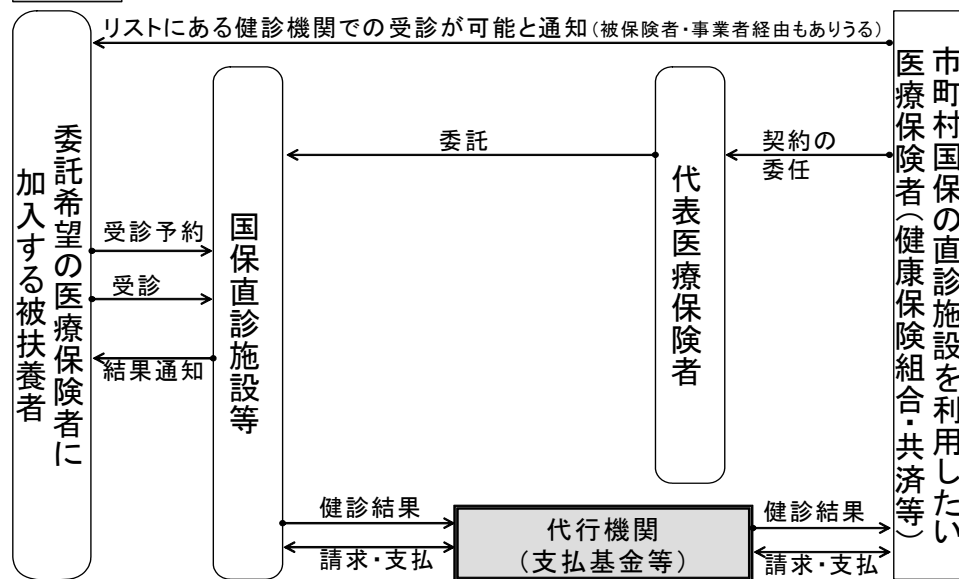 リストにある健診機関での受診が可能と通知(被保険者・事業者経由もありうる)
委託希望の医療保険者に
加入する被扶養者
受診予約
受診
結果通知
国保直診施設等
委託
代表医療保険者
契約の
委任
市町村国保の直診施設を利用したい
医療保険者(健康保険組合・共済等)
健診結果
請求・支払
代行機関
(支払基金等)
健診結果
請求・支払